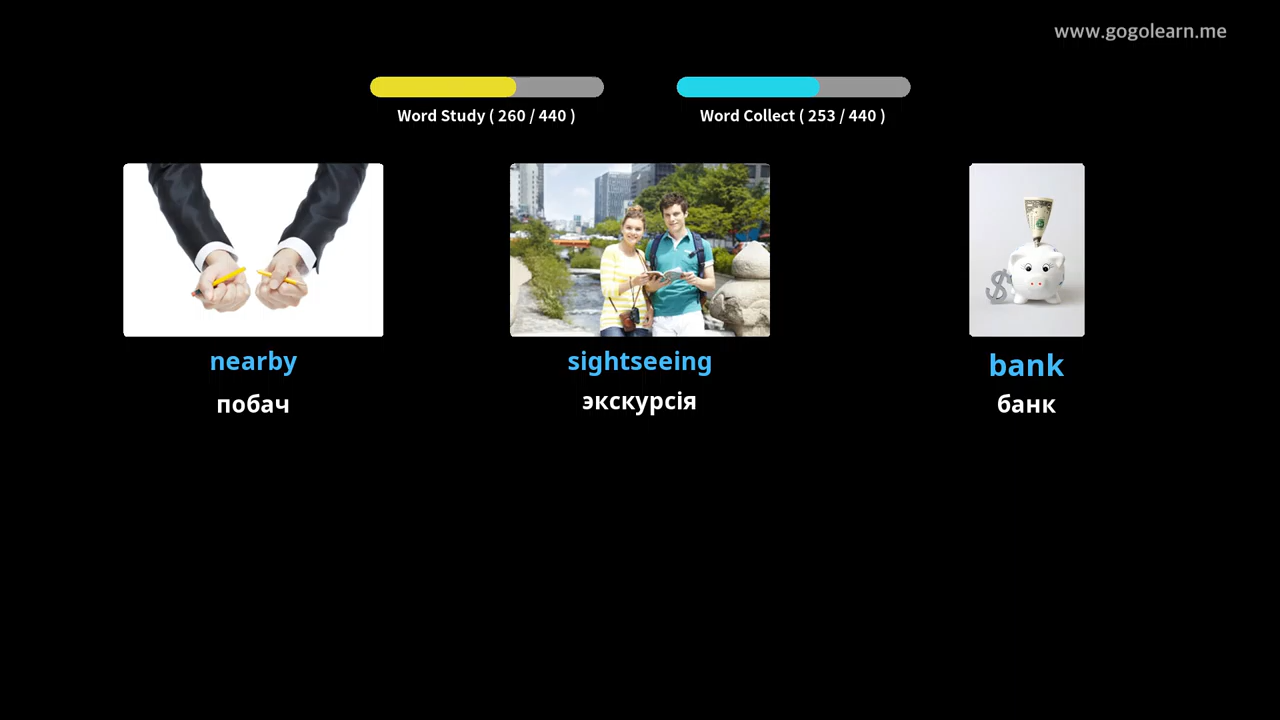 www.gogolearn.me
Word Study ( 260 / 440 )
Word Collect ( 253 / 440 )
nearby
sightseeing
bank
побач
экскурсія
банк